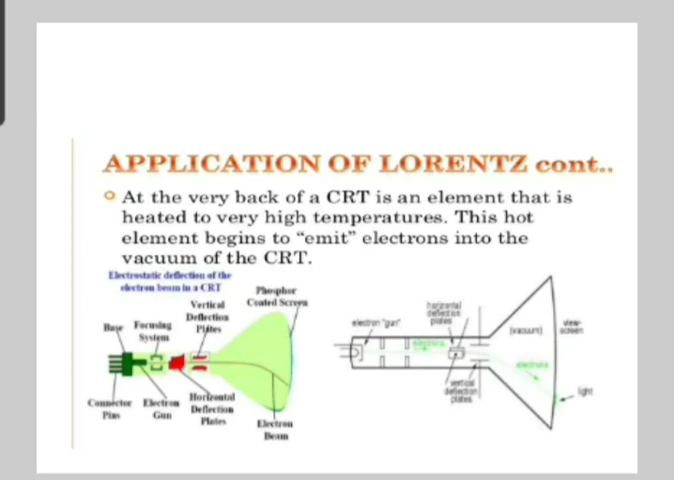 APPLICATION OF LORENTZ cont..
At the very back of a CRT is an element that is
heated to very high temperatures. This hot
element begins to “emit” electrons into the
vacuum of the CRT.
Electrostatic deflection of the
electron beam in a CRT
Phosphor
Coated Screen
Vertical
Deflection
Plates
Base
Focusing
System
Connector
Pins
Electron
Gun
Horizontal
Deflection
Plates
Electron
Beam
electron "gun"
horizontal
deflection
plates
(vacuum)
view-
screen
electrons
electrons
vertical
deflection
plates
light